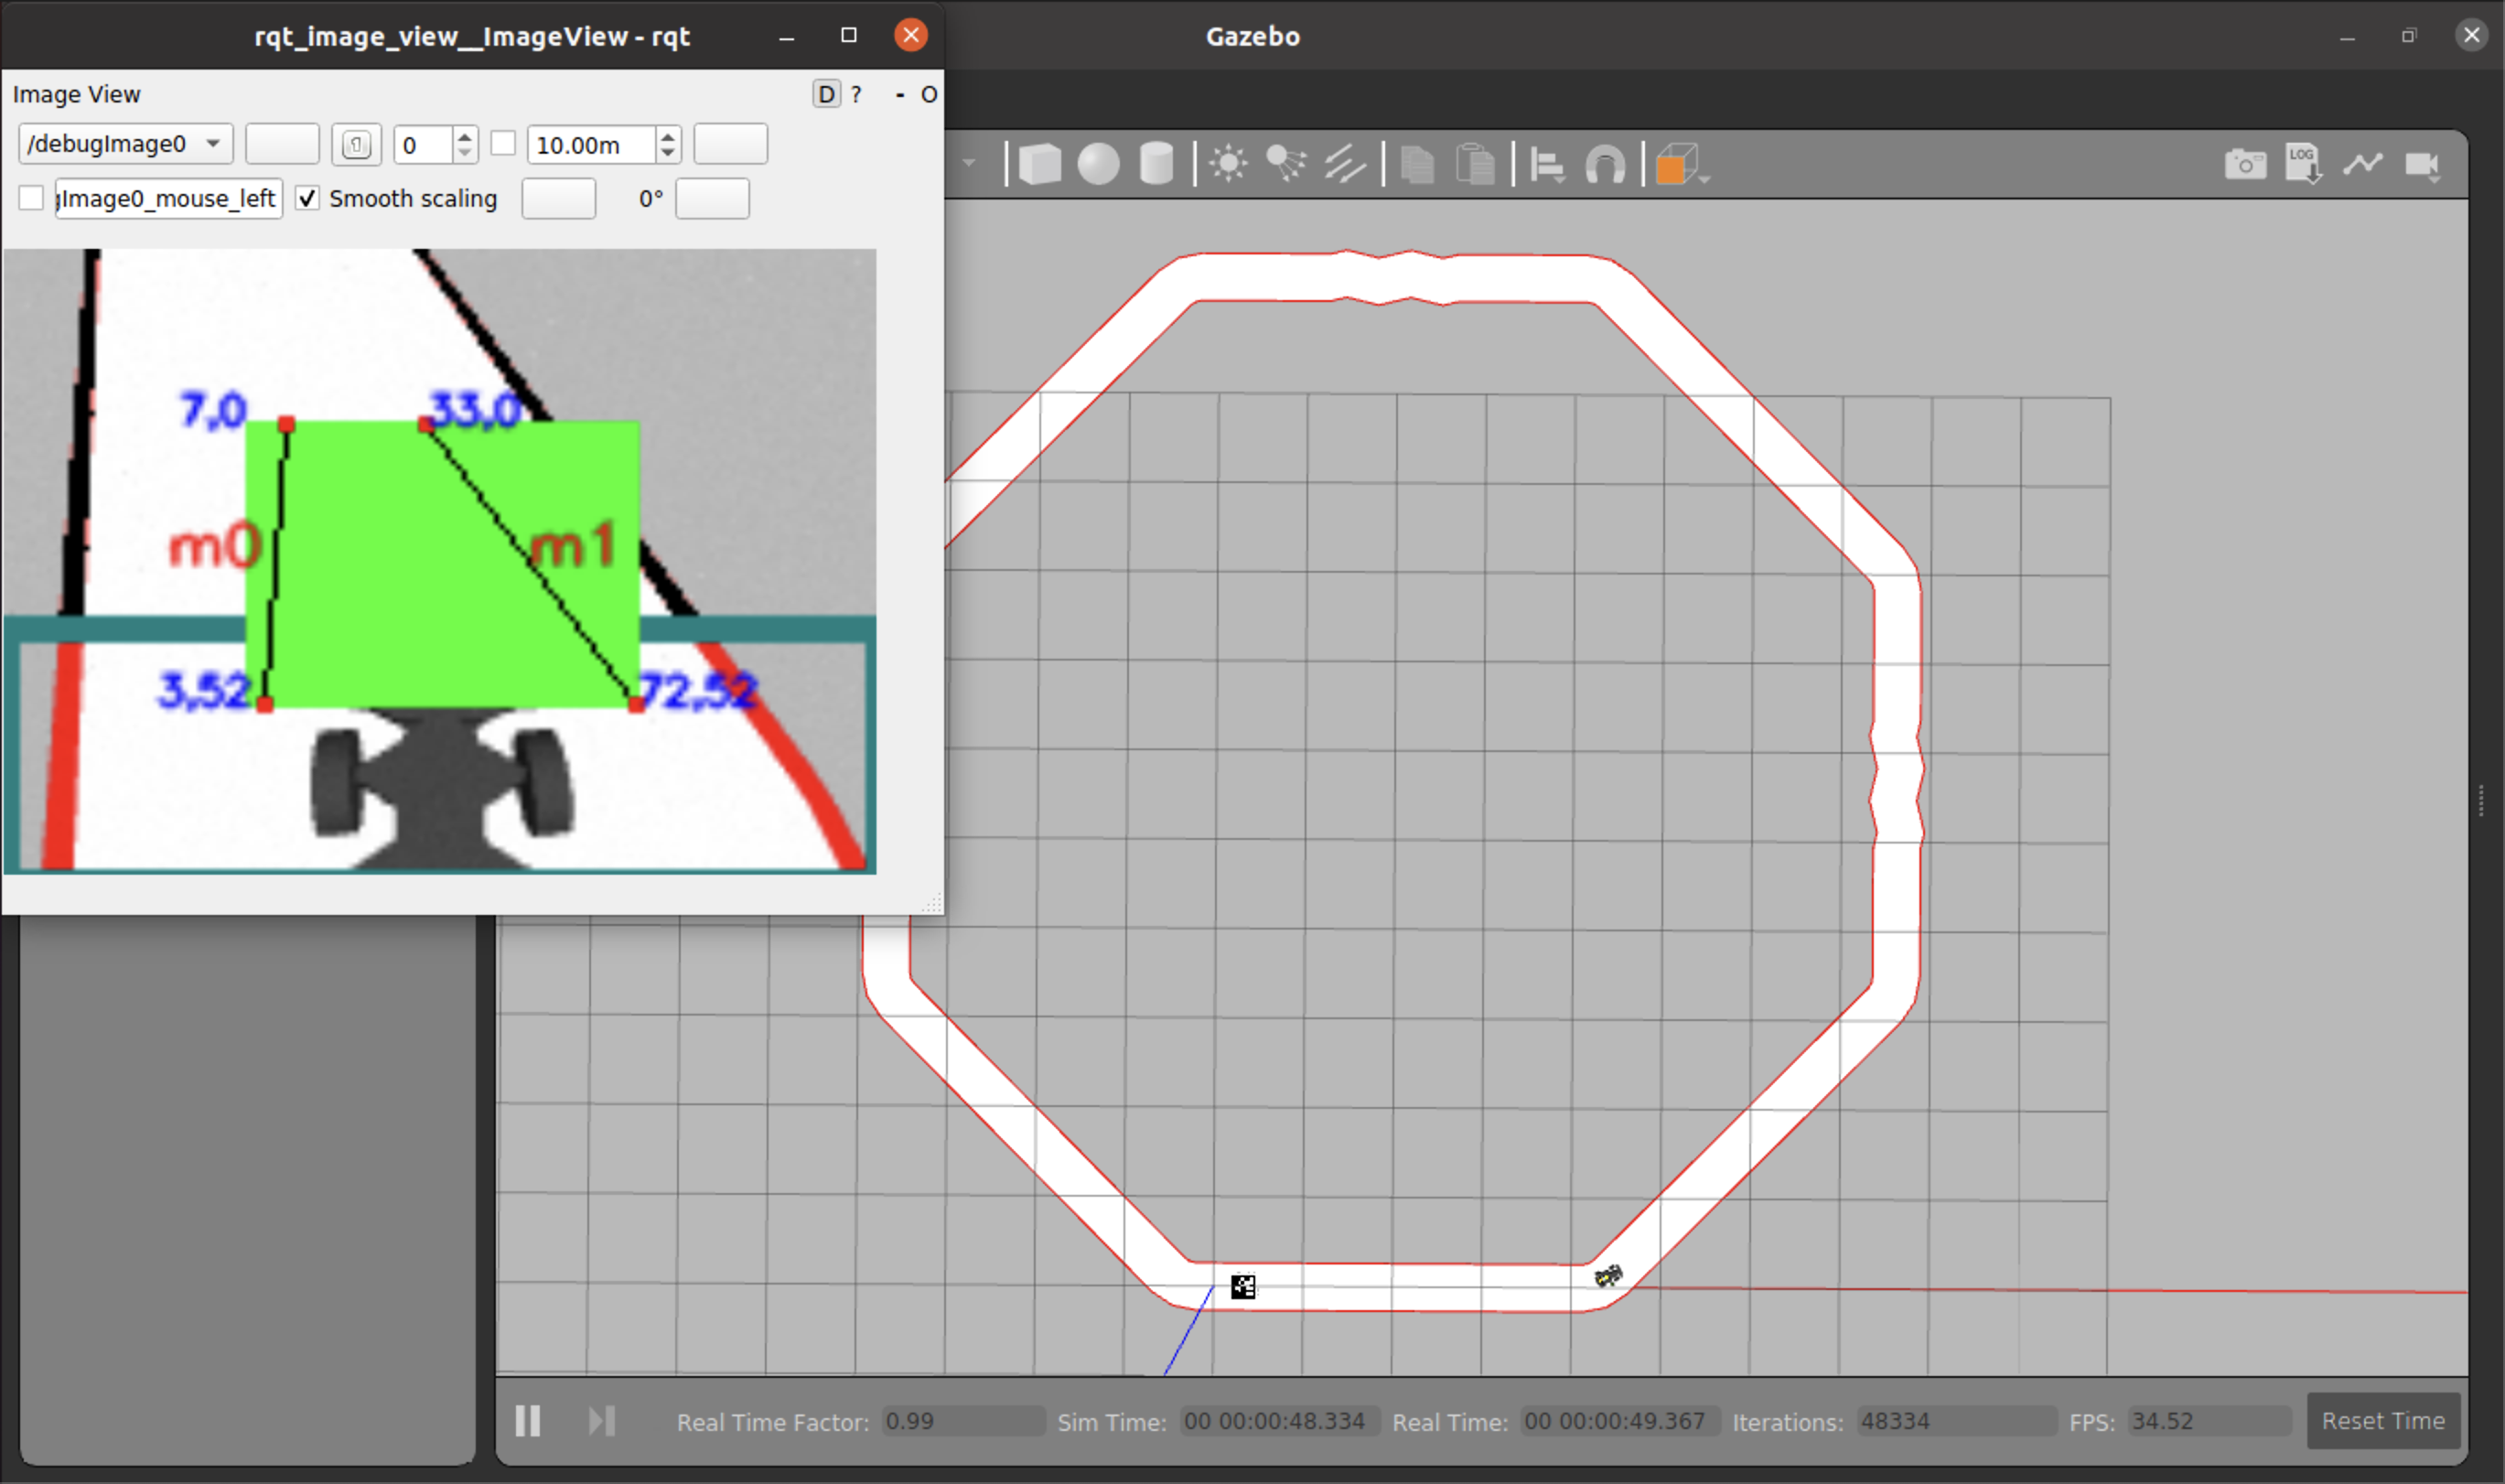 rqt_image_view__ImageView - rqt
Gazebo
Image View
D ? - O
/debugImage0
0
10.00m
gImage0_mouse_left
Smooth scaling
0°
LOG
7,0
33,0
m0
m1
3,52
72,52
Real Time Factor: 0.99 Sim Time: 00 00:00:48.334 Real Time: 00 00:00:49.367 Iterations: 48334 FPS: 34.52 Reset Time